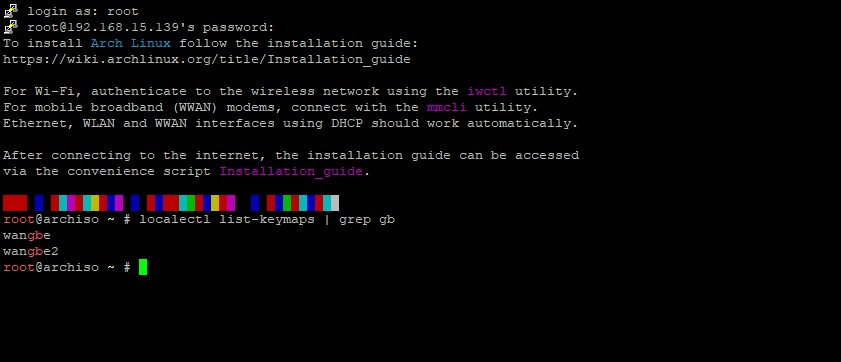 login as: root
root@192.168.15.139's password:
To install Arch Linux follow the installation guide:
https://wiki.archlinux.org/title/Installation_guide
For Wi-Fi, authenticate to the wireless network using the iwctl utility.
For mobile broadband (WWAN) modems, connect with the mmcli utility.
Ethernet, WLAN and WWAN interfaces using DHCP should work automatically.
After connecting to the internet, the installation guide can be accessed
via the convenience script Installation_guide.
root@archiso ~ # localectl list-keymaps | grep gb
wangbe
wangbe2
root@archiso ~ #